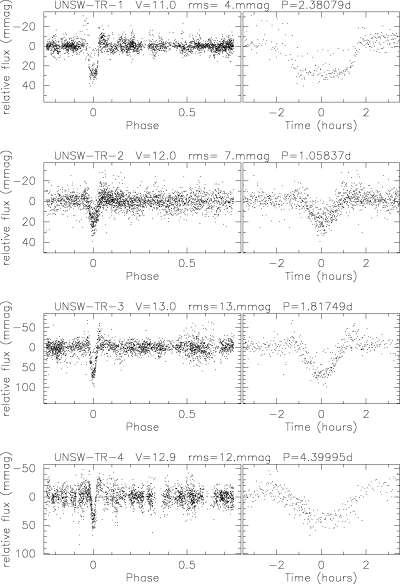 UNSW-TR-1 V=11.0 rms= 4.mmag P=2.38079d
relative flux (mmag)
0
20
40
0 0.5
-2 0 2
Phase Time (hours)
UNSW-TR-2 V=12.0 rms= 7.mmag P=1.05837d
relative flux (mmag)
-20
0
20
40
0 0.5
-2 0 2
Phase Time (hours)
UNSW-TR-3 V=13.0 rms=13.mmag P=1.81749d
relative flux (mmag)
-50
0
50
100
0 0.5
-2 0 2
Phase Time (hours)
UNSW-TR-4 V=12.9 rms=12.mmag P=4.39995d
relative flux (mmag)
-50
0
50
100
0 0.5
-2 0 2
Phase Time (hours)